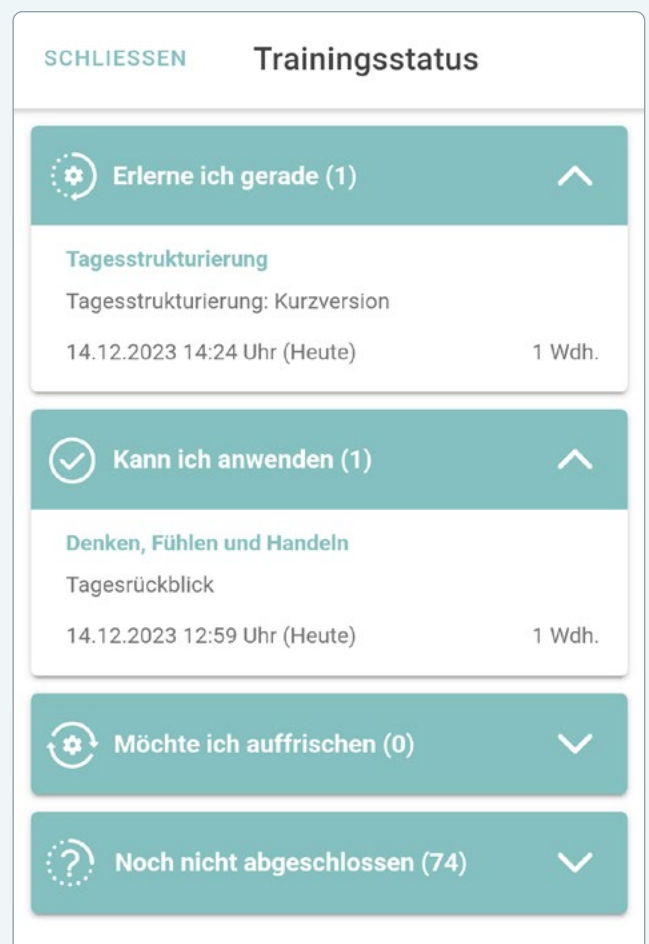 SCHLIESSEN Trainingsstatus
Erlerne ich gerade (1)
Tagesstrukturierung
Tagesstrukturierung: Kurzversion
14.12.2023 14:24 Uhr (Heute) 1 Wdh.
Kann ich anwenden (1)
Denken, Fühlen und Handeln
Tagesrückblick
14.12.2023 12:59 Uhr (Heute) 1 Wdh.
Möchte ich auffrischen (0)
Noch nicht abgeschlossen (74)